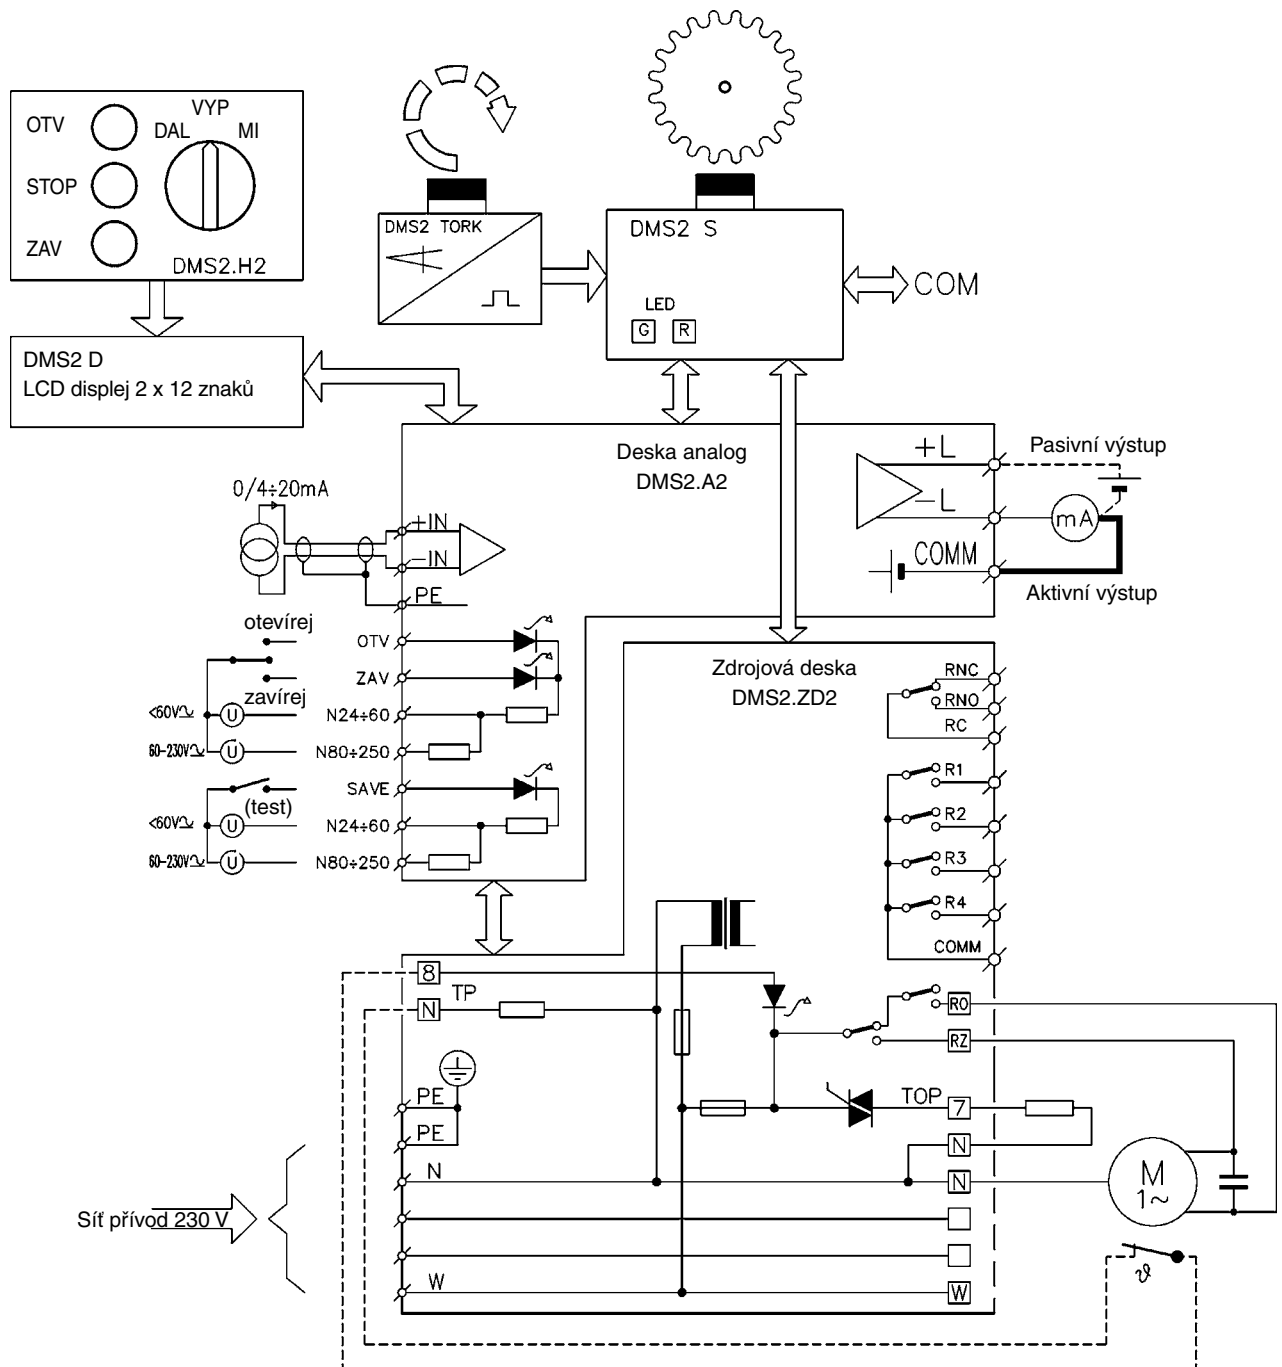 OTV
STOP
ZAV
VYP
DAL
MI
DMS2.H2
DMS2 TORK
DMS2 S
LED
G
R
COM
DMS2 D
LCD displej 2 x 12 znaků
Deska analog
DMS2.A2
+L
−L
COMM
Pasivní výstup
mA
Aktivní výstup
0/4÷20mA
+IN
−IN
PE
otevírej
OTV
zavírej
ZAV
<60V
U
N24÷60
60-230V
U
N80÷250
SAVE
(test)
<60V
U
N24÷60
60-230V
U
N80÷250
Zdrojová deska
DMS2.ZD2
RNC
RNO
RC
R1
R2
R3
R4
COMM
8
N
TP
RO
RZ
TOP
7
N
N
PE
PE
N
W
W
M
1~
Síť přívod 230 V
ϑ